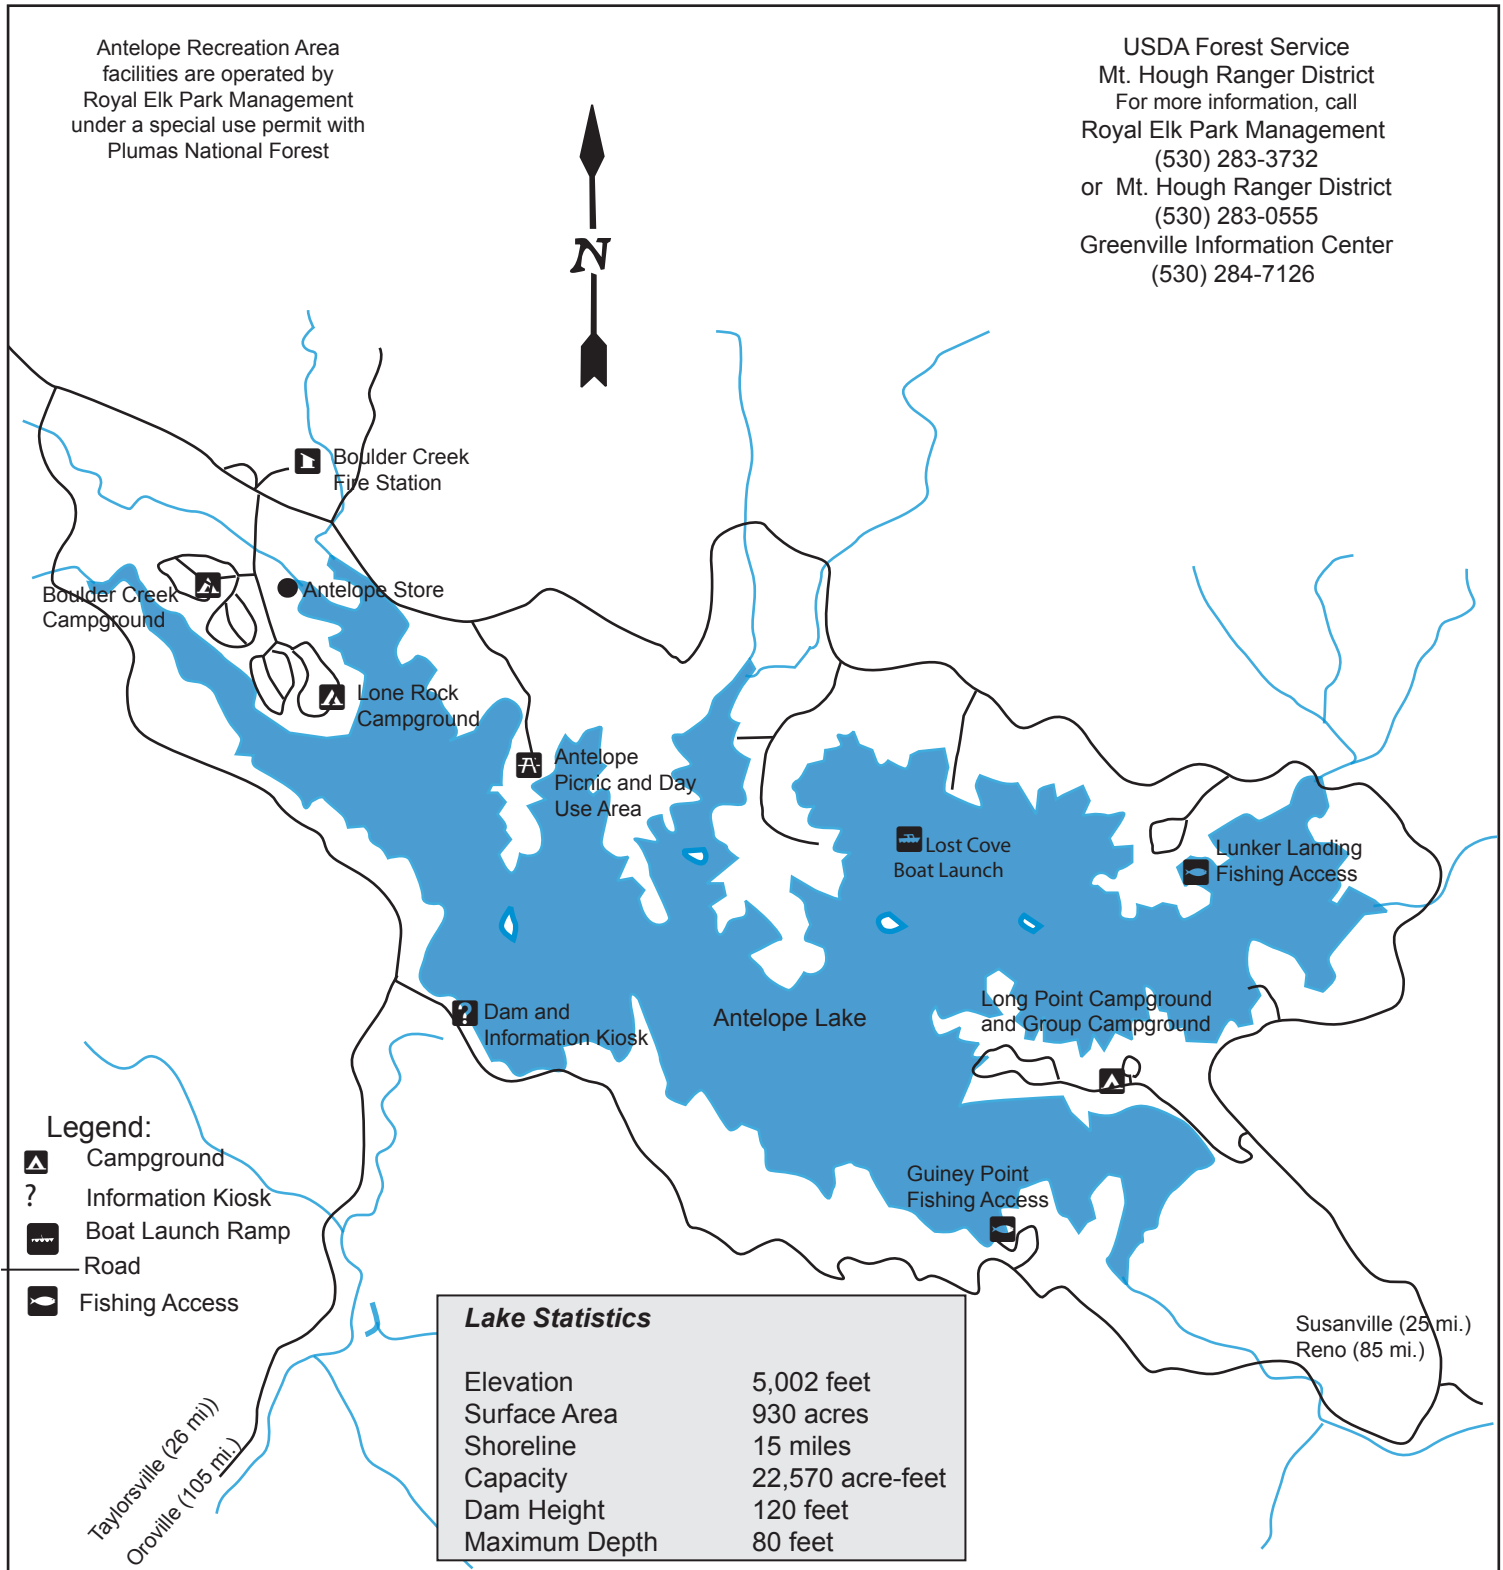 Antelope Recreation Area
facilities are operated by
Royal Elk Park Management
under a special use permit with
Plumas National Forest
USDA Forest Service
Mt. Hough Ranger District
For more information, call
Royal Elk Park Management
(530) 283-3732
or Mt. Hough Ranger District
(530) 283-0555
Greenville Information Center
(530) 284-7126
N
Boulder Creek
Fire Station
Boulder Creek
Campground
Antelope Store
Lone Rock
Campground
Antelope
Picnic and Day
Use Area
Lost Cove
Boat Launch
Lunker Landing
Fishing Access
Dam and
Information Kiosk
Antelope Lake
Long Point Campground
and Group Campground
Guiney Point
Fishing Access
Legend:
Campground
? Information Kiosk
Boat Launch Ramp
Road
Fishing Access
Taylorsville (26 mi))
Oroville (105 mi.)
Susanville (25 mi.)
Reno (85 mi.)
Lake Statistics
Elevation 5,002 feet
Surface Area 930 acres
Shoreline 15 miles
Capacity 22,570 acre-feet
Dam Height 120 feet
Maximum Depth 80 feet